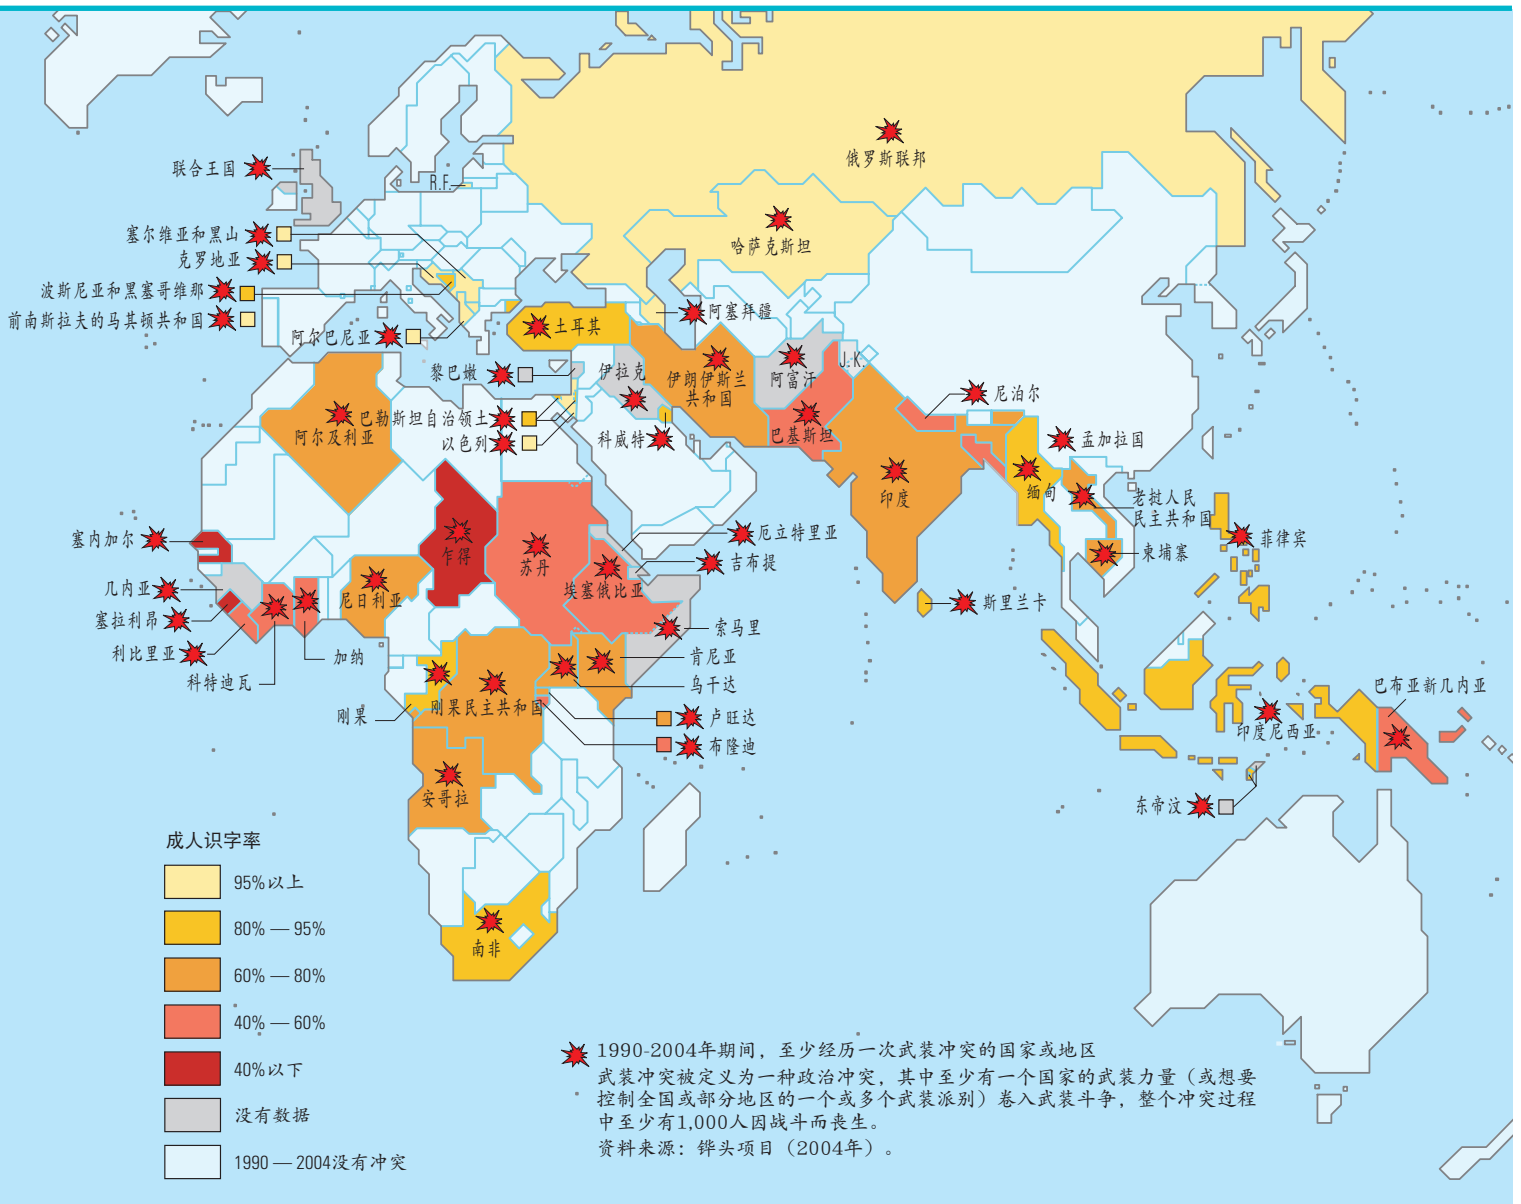 俄罗斯联邦
联合王国
R.F.
塞尔维亚和黑山
哈萨克斯坦
克罗地亚
波斯尼亚和黑塞哥维那
阿塞拜疆
前南斯拉夫的马其顿共和国
土耳其
阿尔巴尼亚
J.K.
黎巴嫩
伊拉克
伊朗伊斯兰
共和国
阿富汗
尼泊尔
巴勒斯坦自治领土
阿尔及利亚
以色列
科威特
巴基斯坦
孟加拉国
印度
缅甸
老挝人民
民主共和国
塞内加尔
乍得
苏丹
厄立特里亚
菲律宾
吉布提
柬埔寨
几内亚
尼日利亚
埃塞俄比亚
斯里兰卡
塞拉利昂
索马里
利比里亚
加纳
肯尼亚
科特迪瓦
乌干达
巴布亚新几内亚
刚果
刚果民主共和国
卢旺达
印度尼西亚
布隆迪
安哥拉
东帝汶
南非
成人识字率
95%以上
80% — 95%
60% — 80%
40% — 60%
40%以下
没有数据
1990 — 2004没有冲突
1990-2004年期间，至少经历一次武装冲突的国家或地区
武装冲突被定义为一种政治冲突，其中至少有一个国家的武装力量（或想要
控制全国或部分地区的一个或多个武装派别）卷入武装斗争，整个冲突过程
中至少有1,000人因战斗而丧生。
资料来源：铧头项目（2004年）。